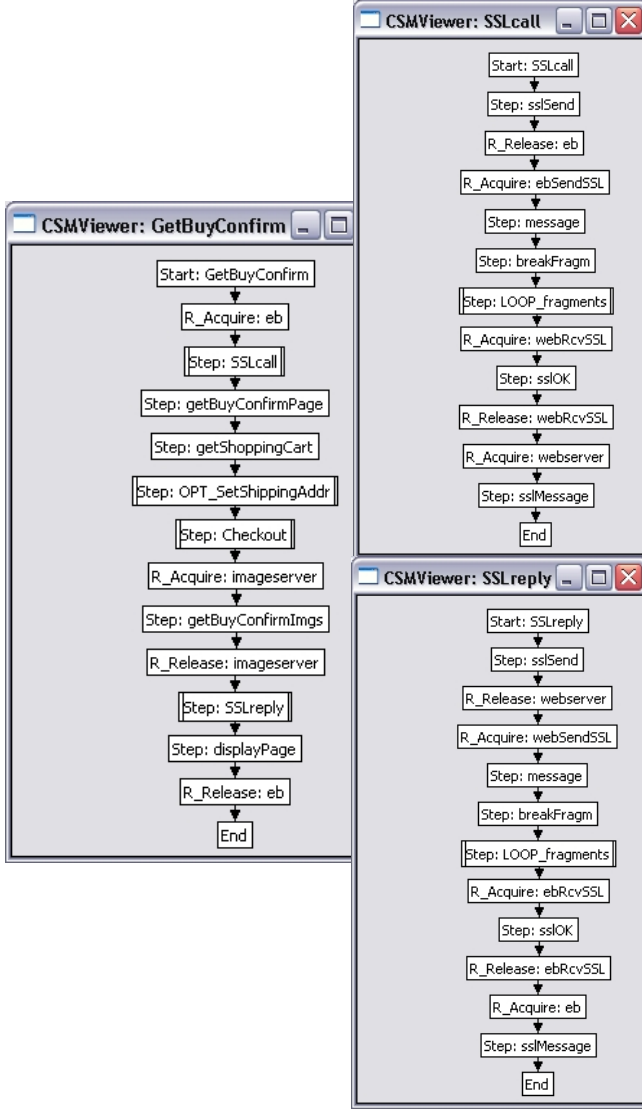 CSMViewer: SSLcall
Start: SSLcall
Step: sslSend
R_Release: eb
R_Acquire: ebSendSSL
Step: message
Step: breakFragm
Step: LOOP_fragments
R_Acquire: webRcvSSL
Step: sslOK
R_Release: webRcvSSL
R_Acquire: webserver
Step: sslMessage
End
CSMViewer: GetBuyConfirm
Start: GetBuyConfirm
R_Acquire: eb
Step: SSLcall
Step: getBuyConfirmPage
Step: getShoppingCart
Step: OPT_SetShippingAddr
Step: Checkout
R_Acquire: imageserver
Step: getBuyConfirmImgs
R_Release: imageserver
Step: SSLreply
Step: displayPage
R_Release: eb
End
CSMViewer: SSLreply
Start: SSLreply
Step: sslSend
R_Release: webserver
R_Acquire: webSendSSL
Step: message
Step: breakFragm
Step: LOOP_fragments
R_Acquire: ebRcvSSL
Step: sslOK
R_Release: ebRcvSSL
R_Acquire: eb
Step: sslMessage
End